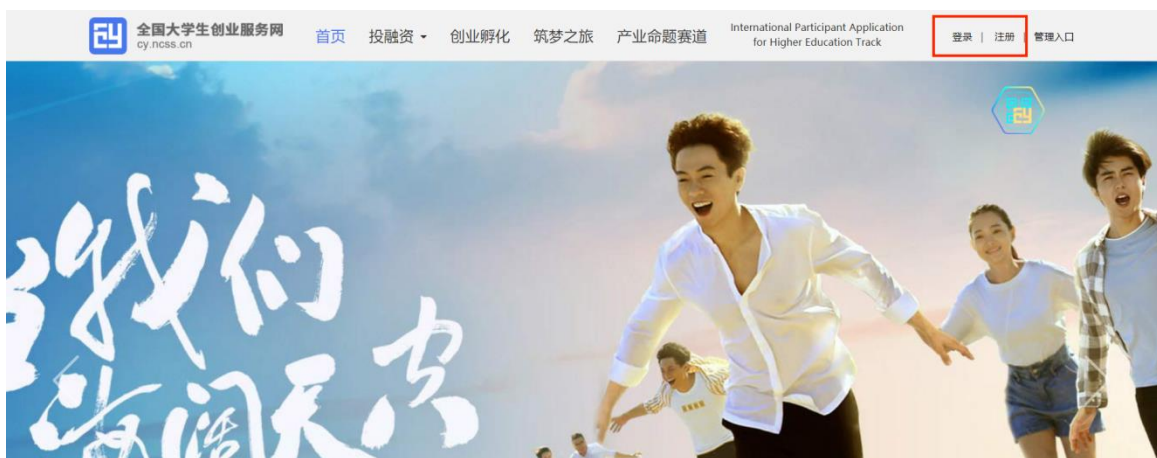 全国大学生创业服务网
cy.ncss.cn
首页 投融资 创业孵化 筑梦之旅 产业命题赛道
International Participant Application
for Higher Education Track
登录 | 注册 | 管理入口
我们
海阔天空